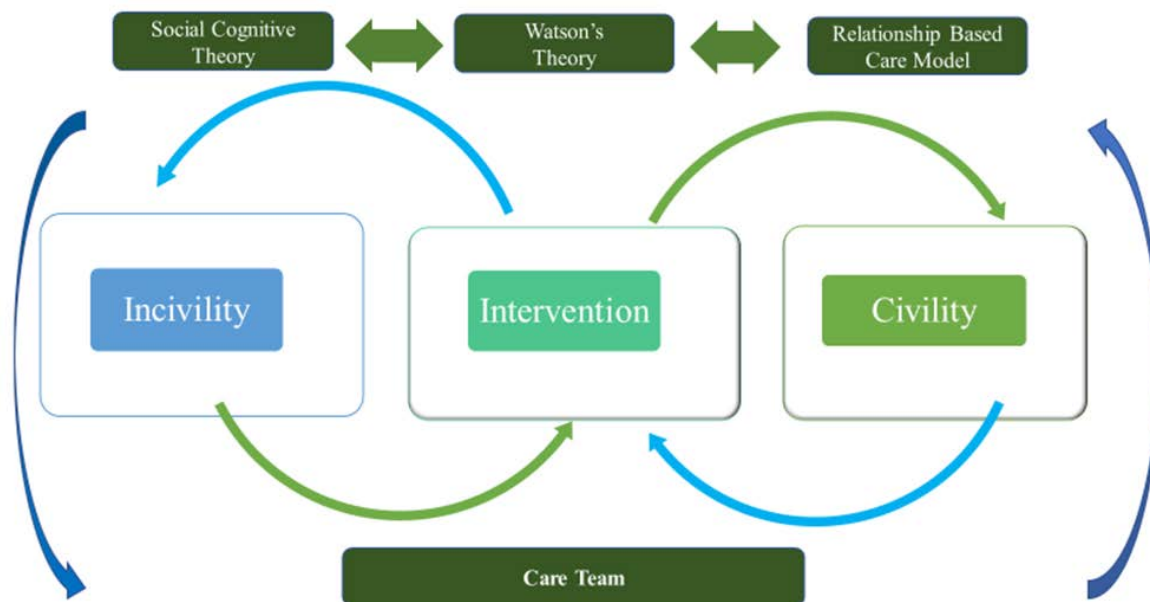 Social Cognitive
Theory
Watson's
Theory
Relationship Based
Care Model
Incivility
Intervention
Civility
Care Team